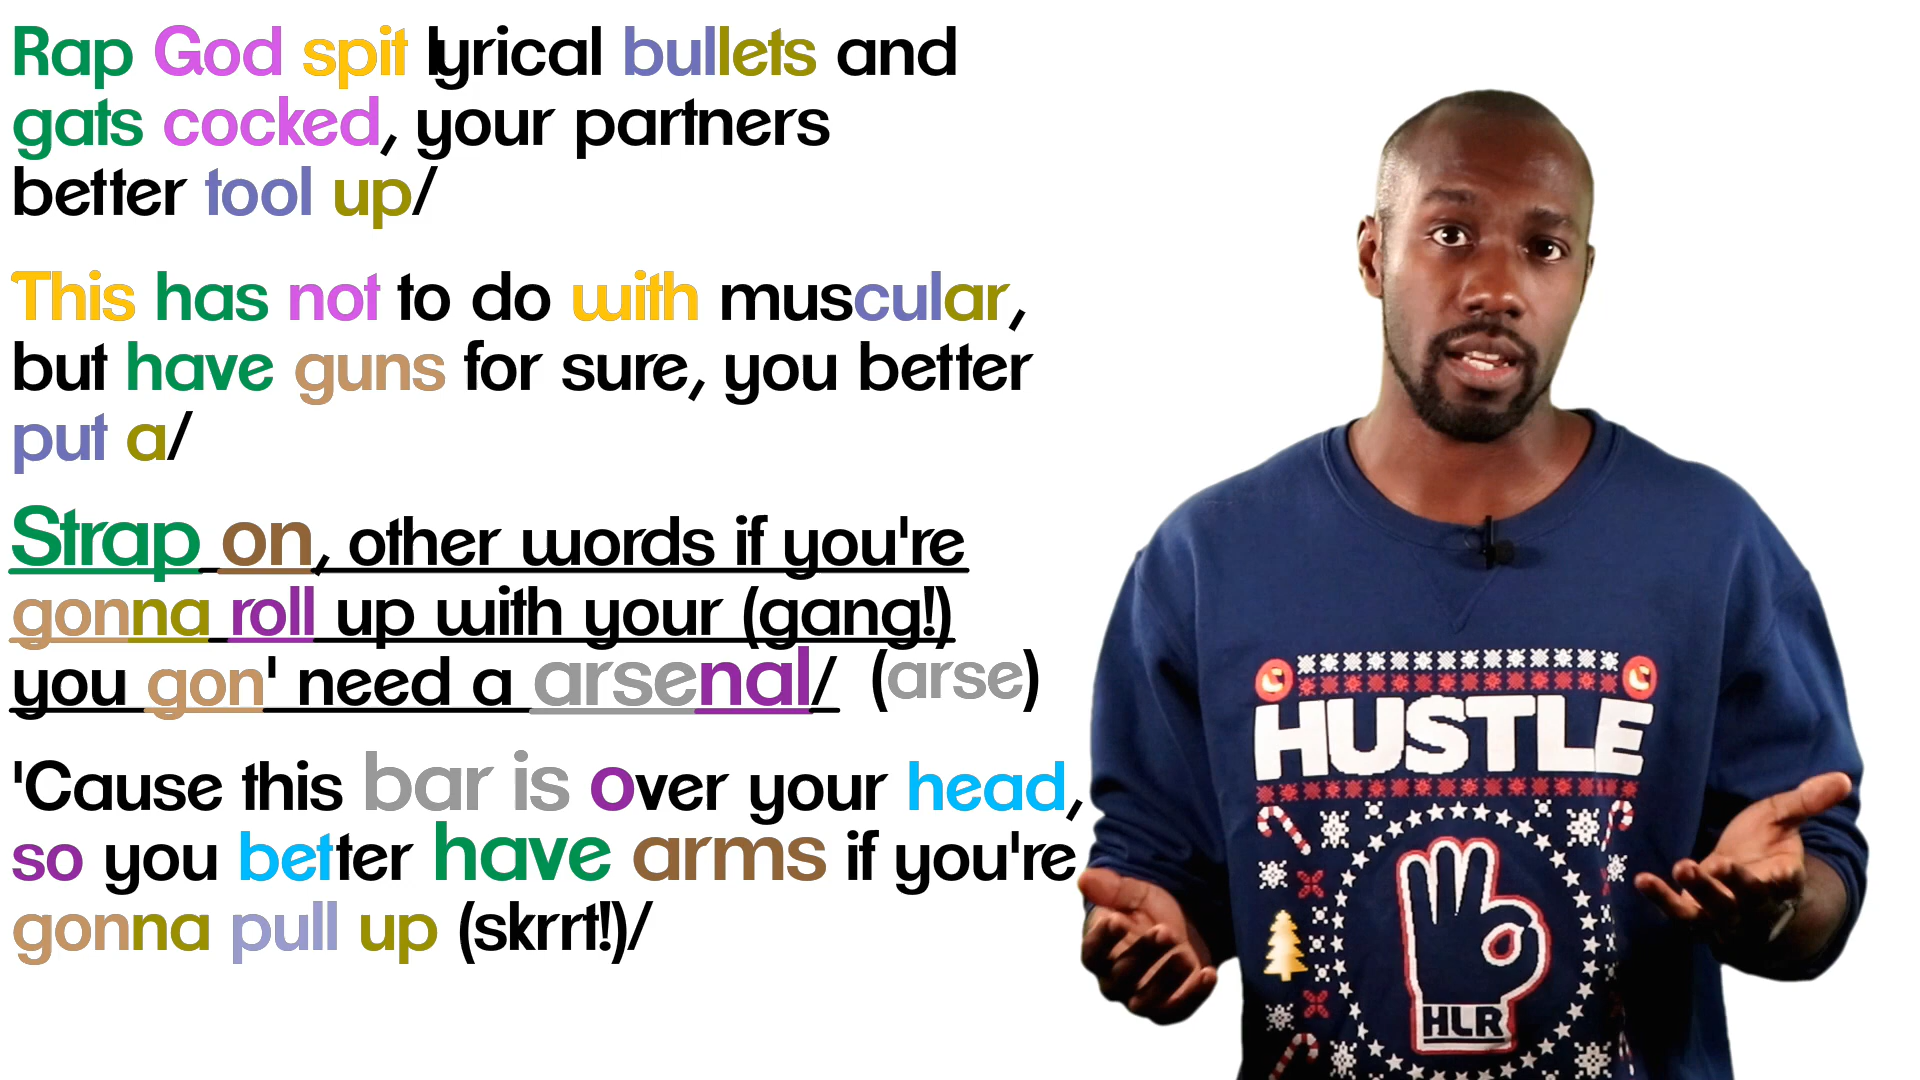 Rap God spit lyrical bullets and
gats cocked, your partners
better tool up/
This has not to do with muscular,
but have guns for sure, you better
put a/
Strap on, other words if you're
gonna roll up with your (gang!)
you gon' need a arsenal/ (arse)
'Cause this bar is over your head,
so you better have arms if you're
gonna pull up (skrrt!)/
HUSTLE
HLR